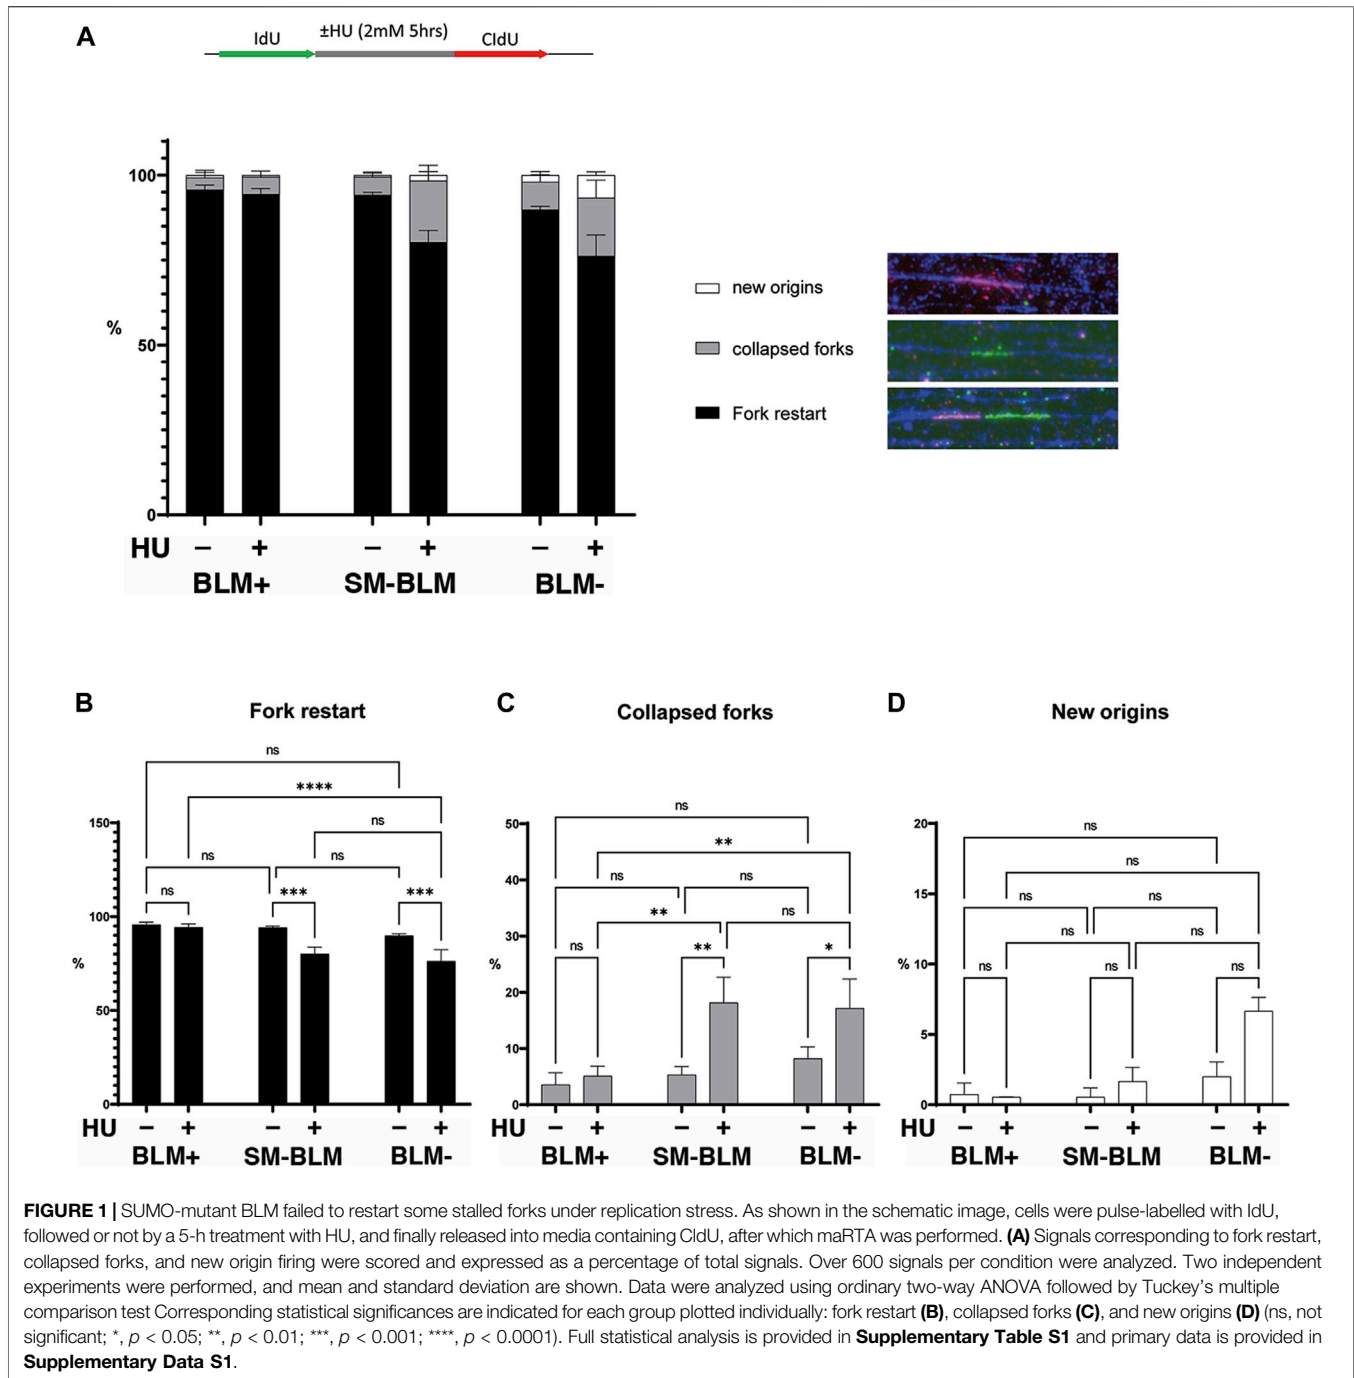 A
IdU
±HU (2mM 5hrs)
CldU
100
%
50
0
HU
– + – + – +
BLM+ SM-BLM BLM-
new origins
collapsed forks
Fork restart
B
Fork restart
ns
****
ns
ns
ns
ns
***
***
150
100
%
50
0
HU
– + – + – +
BLM+ SM-BLM BLM-
C
Collapsed forks
ns
**
ns
ns
**
ns
ns
**
*
50
40
30
%
20
10
0
HU
– + – + – +
BLM+ SM-BLM BLM-
D
New origins
ns
ns
ns
ns
ns
ns
ns
ns
ns
20
15
10
%
5
0
HU
– + – + – +
BLM+ SM-BLM BLM-
FIGURE 1 | SUMO-mutant BLM failed to restart some stalled forks under replication stress. As shown in the schematic image, cells were pulse-labelled with IdU,
followed or not by a 5-h treatment with HU, and finally released into media containing CldU, after which maRTA was performed. (A) Signals corresponding to fork restart,
collapsed forks, and new origin firing were scored and expressed as a percentage of total signals. Over 600 signals per condition were analyzed. Two independent
experiments were performed, and mean and standard deviation are shown. Data were analyzed using ordinary two-way ANOVA followed by Tuckey's multiple
comparison test Corresponding statistical significances are indicated for each group plotted individually: fork restart (B), collapsed forks (C), and new origins (D) (ns, not
significant; *, p < 0.05; **, p < 0.01; ***, p < 0.001; ****, p < 0.0001). Full statistical analysis is provided in Supplementary Table S1 and primary data is provided in
Supplementary Data S1.